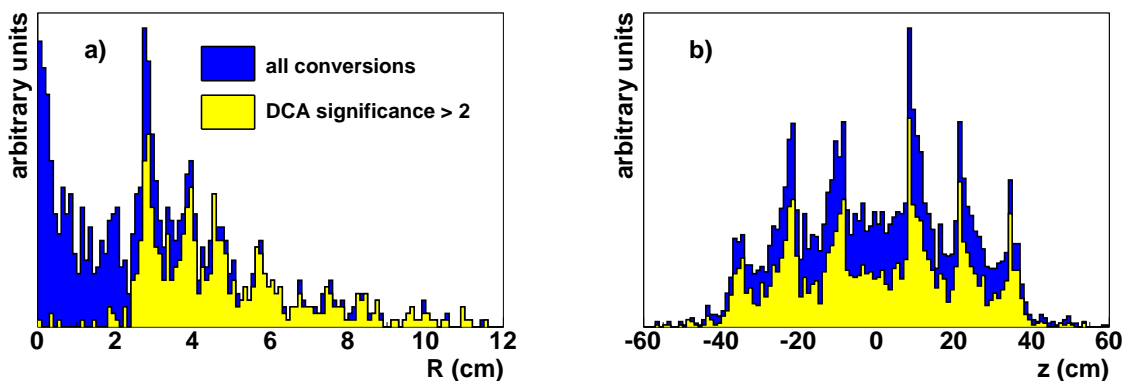 arbitrary units
a)
all conversions
DCA significance > 2
0 2 4 6 8 10 12
R (cm)
arbitrary units
b)
-60 -40 -20 0 20 40 60
z (cm)